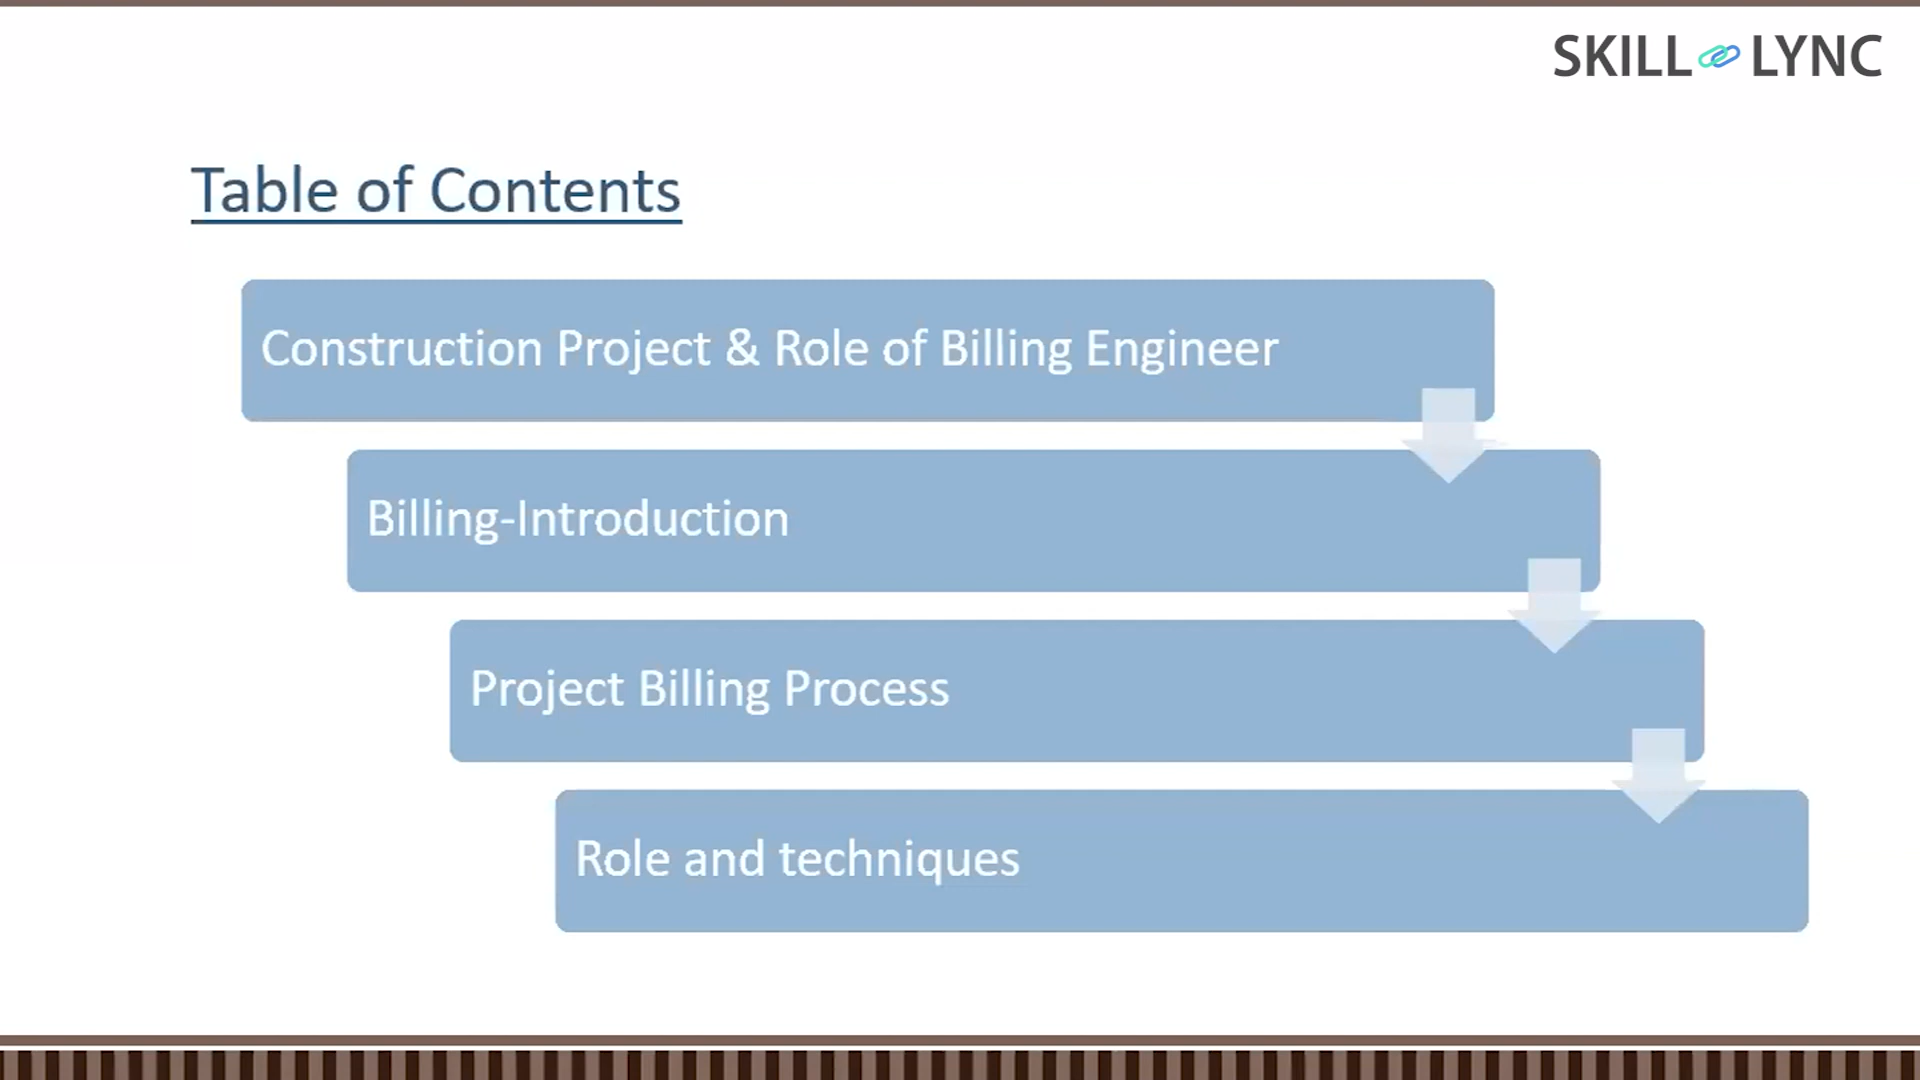 SKILL LYNC
Table of Contents
Construction Project & Role of Billing Engineer
Billing-Introduction
Project Billing Process
Role and techniques